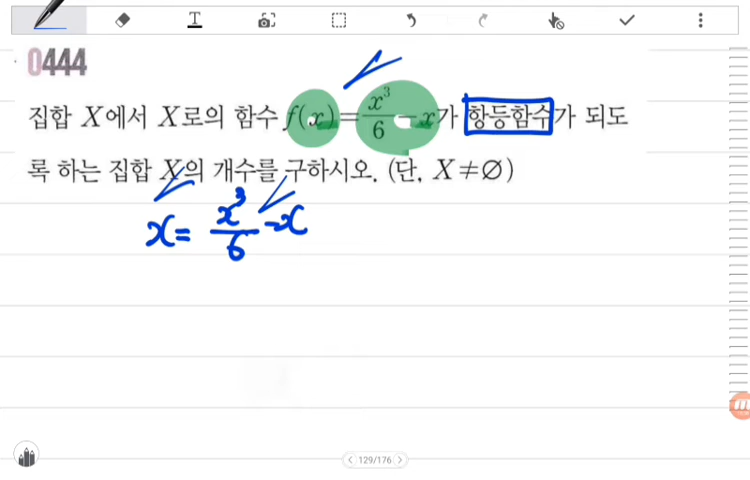 T
0444
집합 X에서 X로의 함수 f(x)=x³/6-x가 항등함수가 되도
록 하는 집합 X의 개수를 구하시오. (단, X≠∅)
x= x³/6 -x
129/176